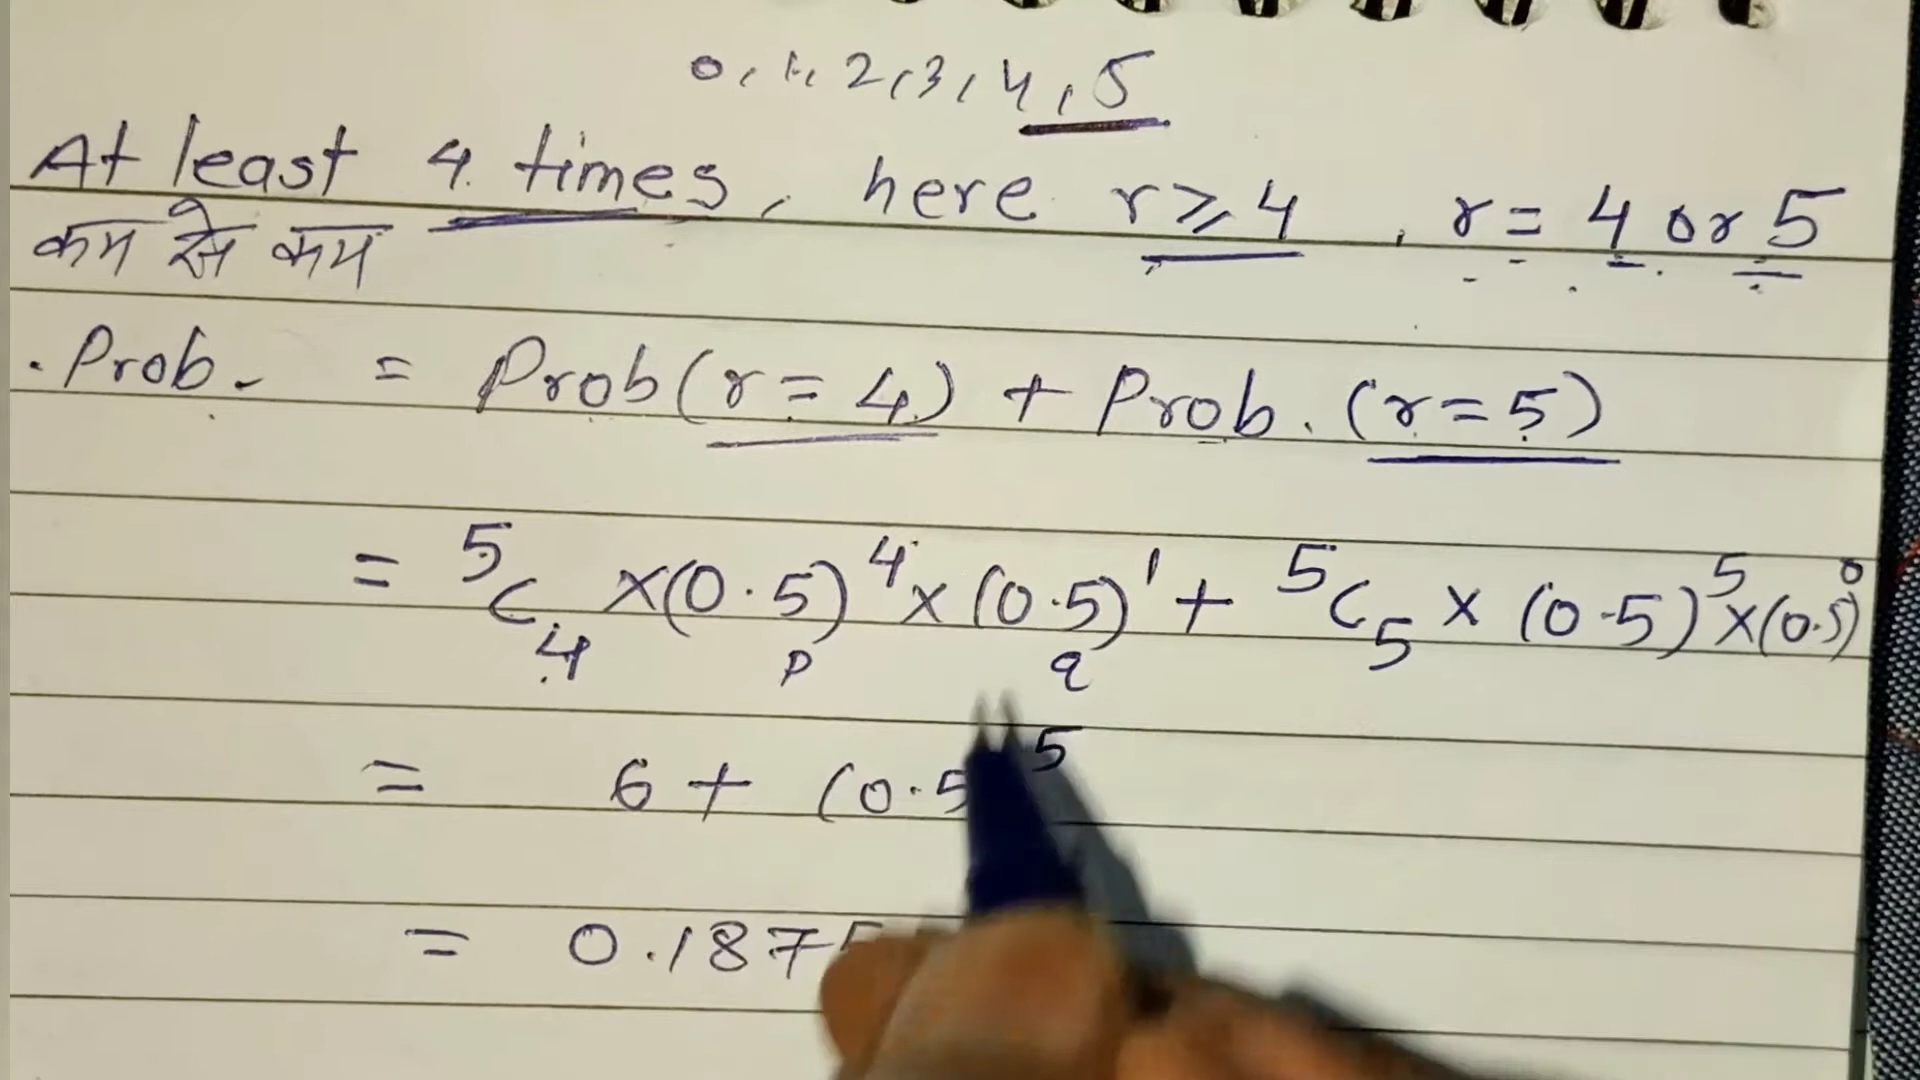 0, 1, 2, 3, 4, 5
At least 4 times, here r ≥ 4, r = 4 or 5
कम से कम
Prob. = Prob(r = 4) + Prob. (r = 5)
= ⁵C₄ × (0.5)⁴ × (0.5)¹ + ⁵C₅ × (0.5)⁵ × (0.5)⁰
p q
= 6 + (0.5 5
= 0.187